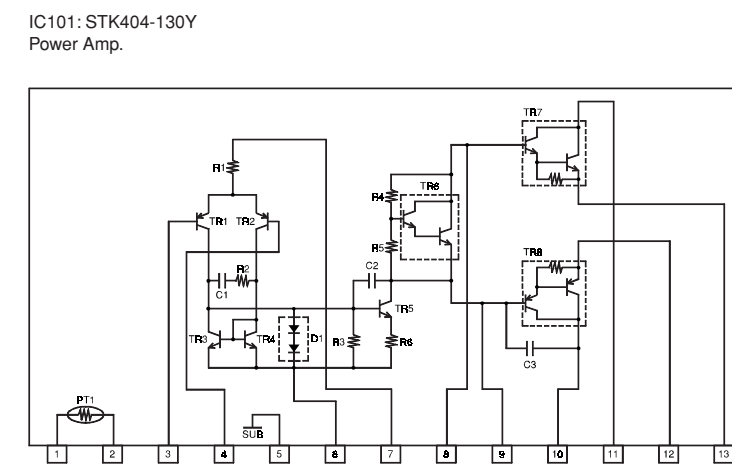 IC101: STK404-130Y
Power Amp.
TR7
R1
R4
TR6
TR1
TR2
R5
TR8
C2
R2
C1
TR5
TR3
TR4
D1
R3
R6
C3
PT1
SUB
1 2 3 4 5 6 7 8 9 10 11 12 13